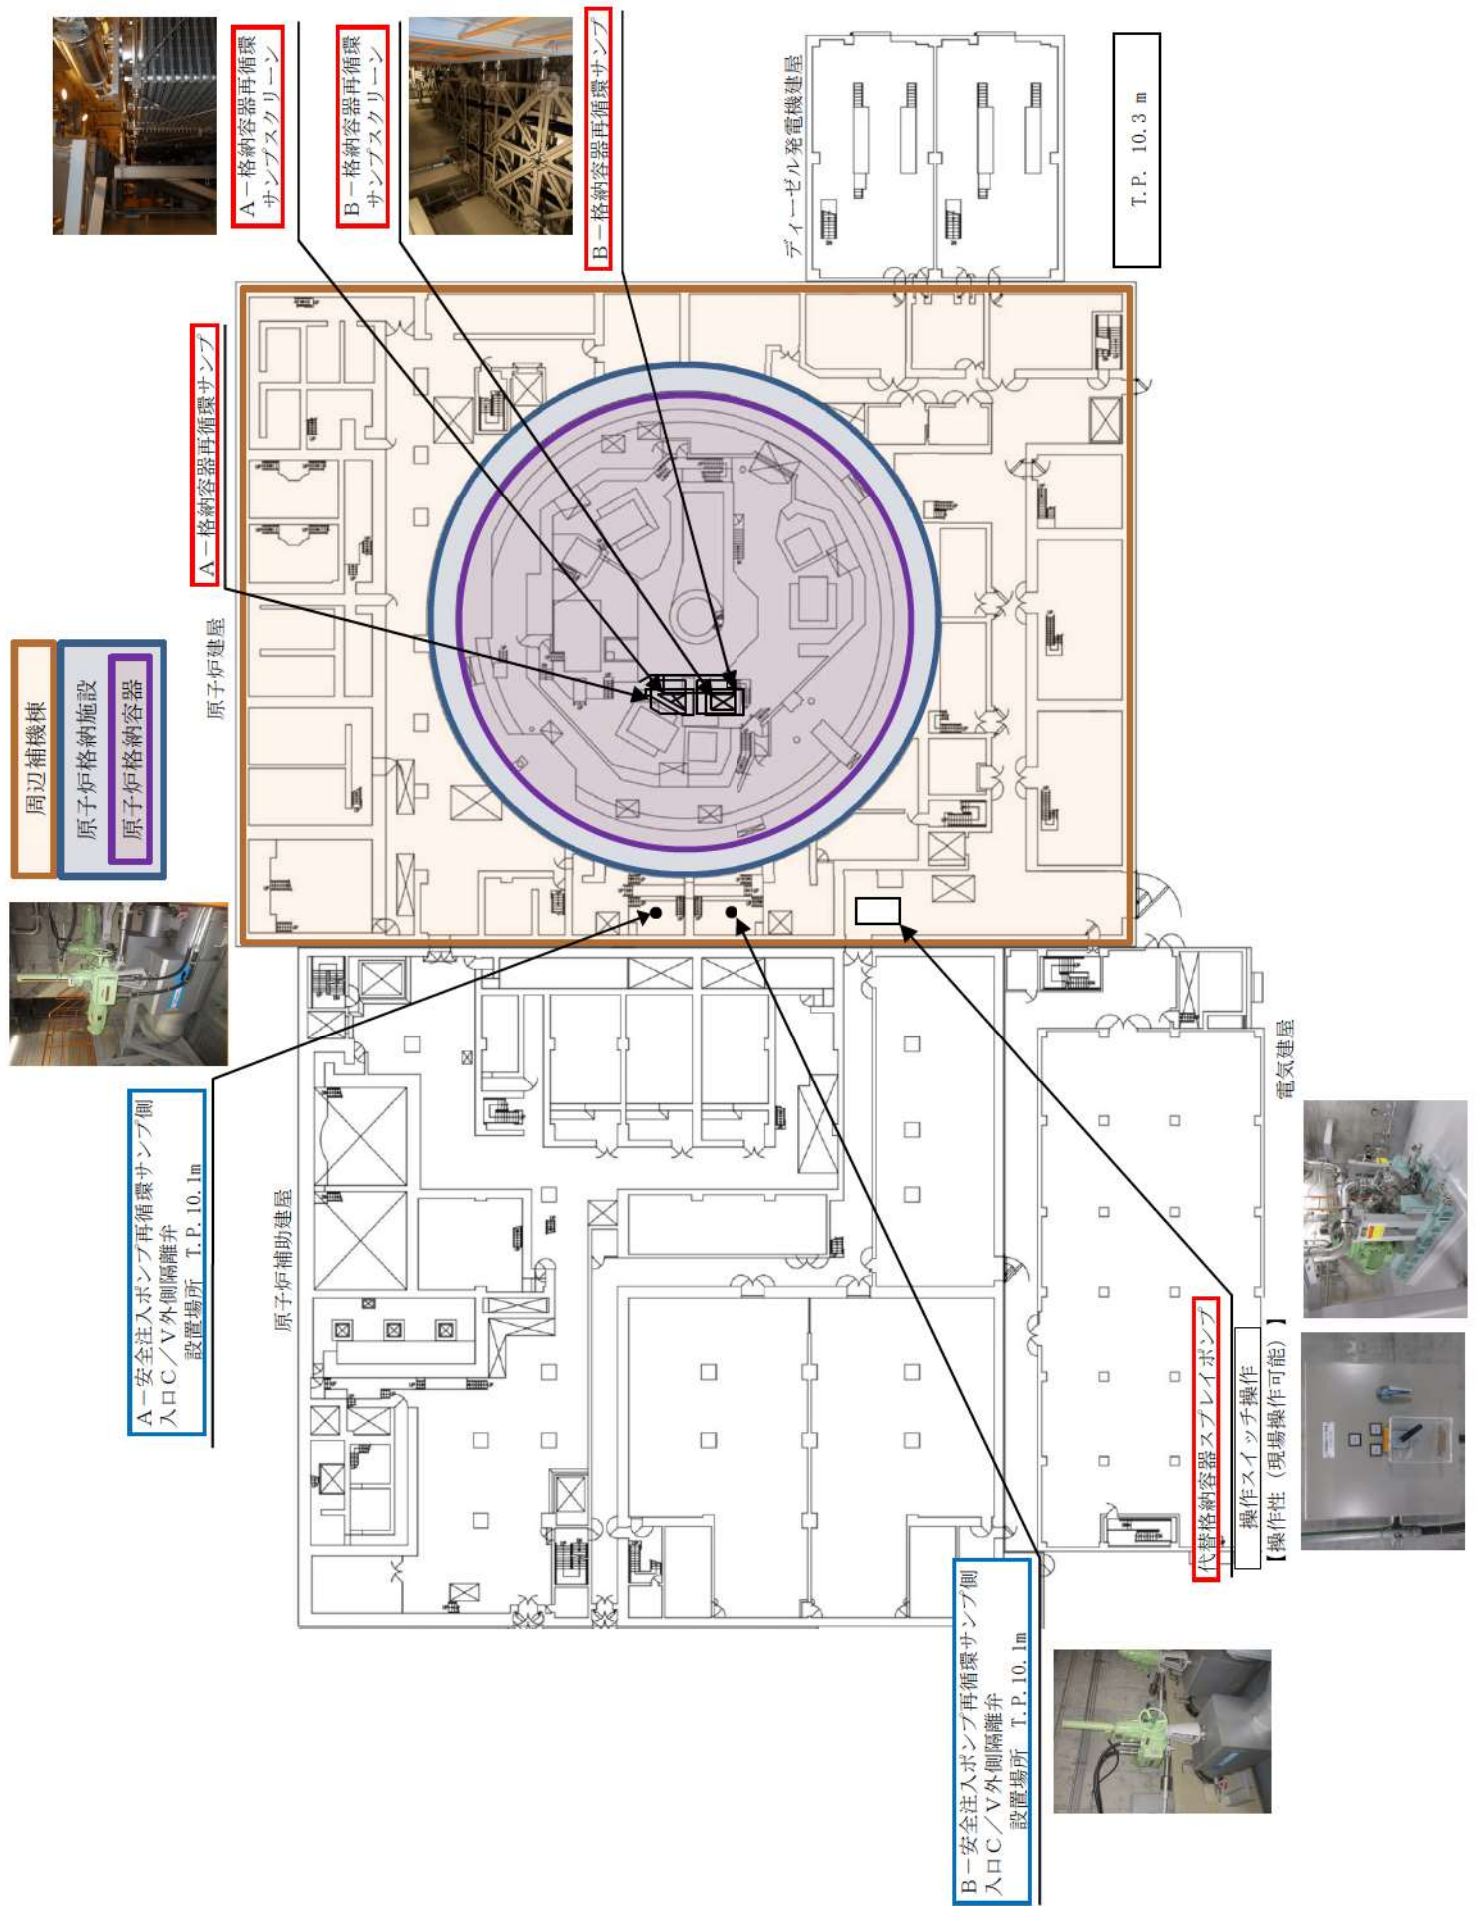 周辺補機棟
原子炉格納施設
原子炉格納容器
A－格納容器再循環
サンプスクリーン
B－格納容器再循環
サンプスクリーン
B－格納容器再循環サンプ
A－格納容器再循環サンプ
原子炉建屋
ディーゼル発電機建屋
T.P. 10.3 m
A－安全注入ポンプ再循環サンプ側
入口C／V外側隔離弁
設置場所 T.P.10.1m
原子炉補助建屋
電気建屋
B－安全注入ポンプ再循環サンプ側
入口C／V外側隔離弁
設置場所 T.P.10.1m
代替格納容器スプレイポンプ
操作スイッチ操作
【操作性（現場操作可能）】